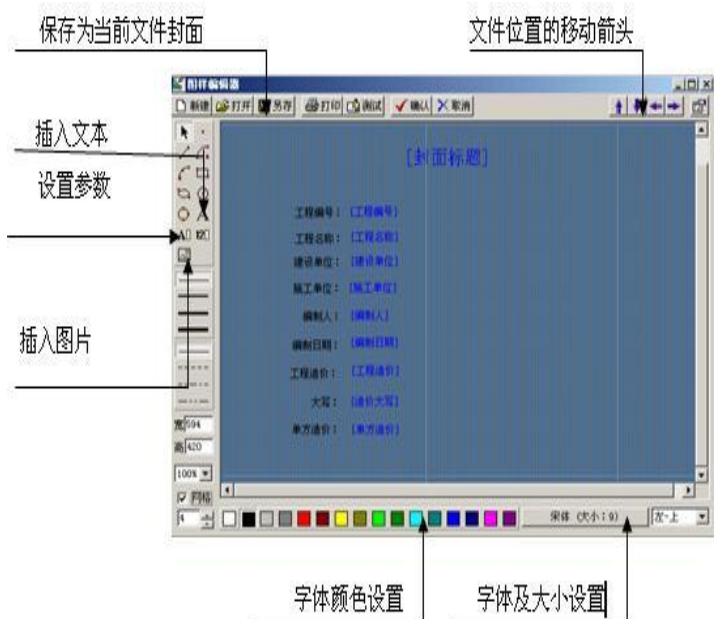 保存为当前文件封面
文件位置的移动箭头
图样编辑器
新建 打开 另存 打印 测试 确认 取消
插入文本
设置参数
插入图片
[封面标题]
工程编号： [工程编号]
工程名称： [工程名称]
建设单位： [建设单位]
施工单位： [施工单位]
编制人： [编制人]
编制日期： [编制日期]
工程造价： [工程造价]
大写： [造价大写]
单方造价： [单方造价]
宽 594
高 420
100%
网格
4
宋体 (大小:9)
左-上
字体颜色设置
字体及大小设置